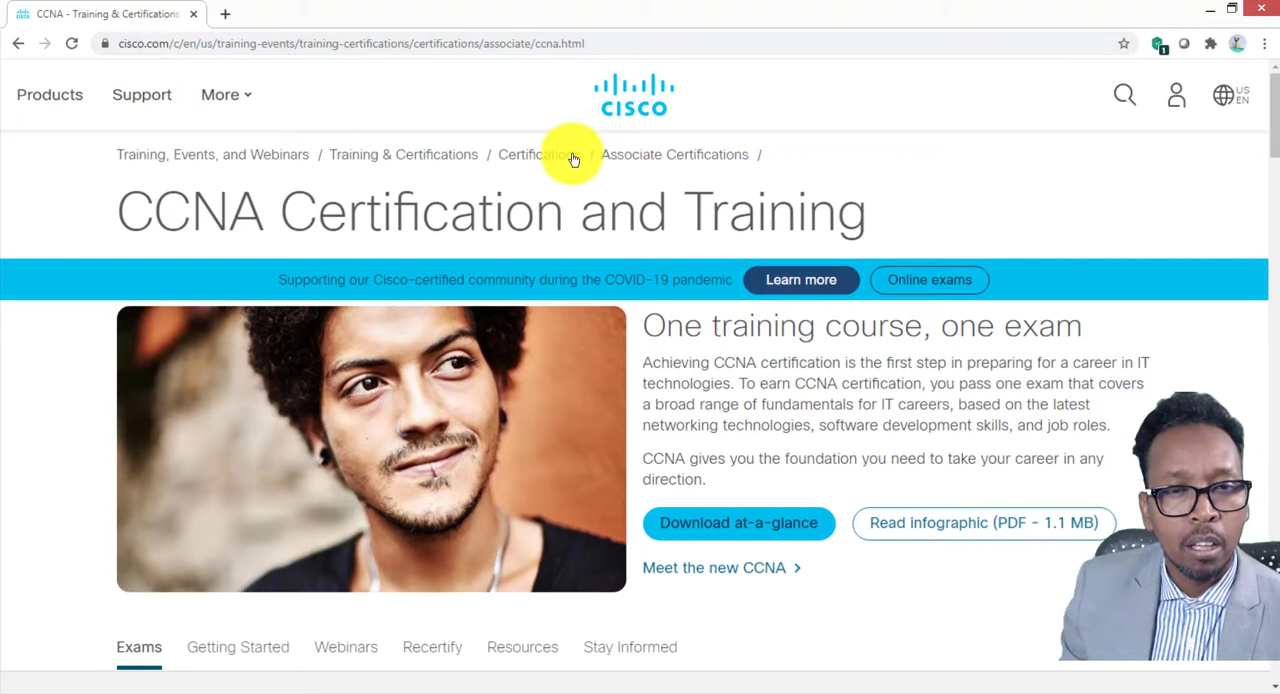 CCNA - Training & Certifications
cisco.com/c/en/us/training-events/training-certifications/certifications/associate/ccna.html
1
Products Support More
CISCO
US
EN
Training, Events, and Webinars / Training & Certifications / Certifications / Associate Certifications /
CCNA Certification and Training
Supporting our Cisco-certified community during the COVID-19 pandemic Learn more Online exams
One training course, one exam
Achieving CCNA certification is the first step in preparing for a career in IT
technologies. To earn CCNA certification, you pass one exam that covers
a broad range of fundamentals for IT careers, based on the latest
networking technologies, software development skills, and job roles.
CCNA gives you the foundation you need to take your career in any
direction.
Download at-a-glance Read infographic (PDF - 1.1 MB)
Meet the new CCNA
Exams Getting Started Webinars Recertify Resources Stay Informed